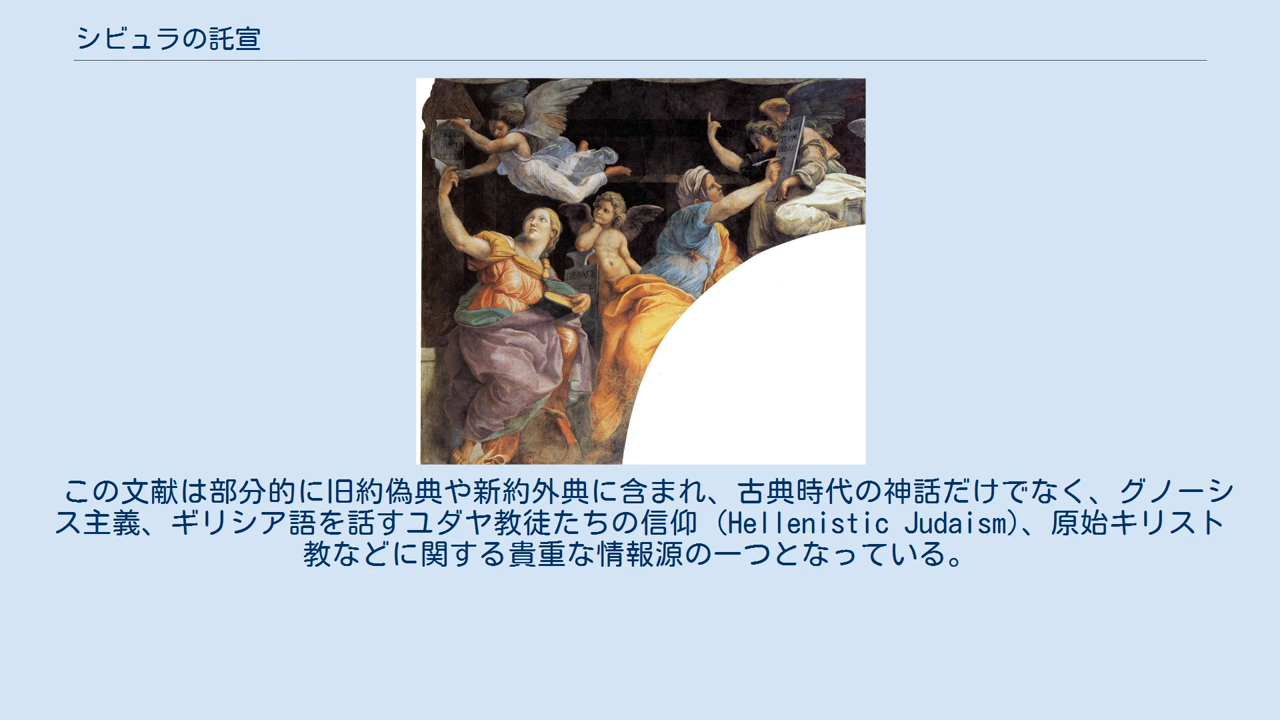 シビュラの託宣
この文献は部分的に旧約偽典や新約外典に含まれ、古典時代の神話だけでなく、グノーシ
ス主義、ギリシア語を話すユダヤ教徒たちの信仰 (Hellenistic Judaism)、原始キリスト
教などに関する貴重な情報源の一つとなっている。